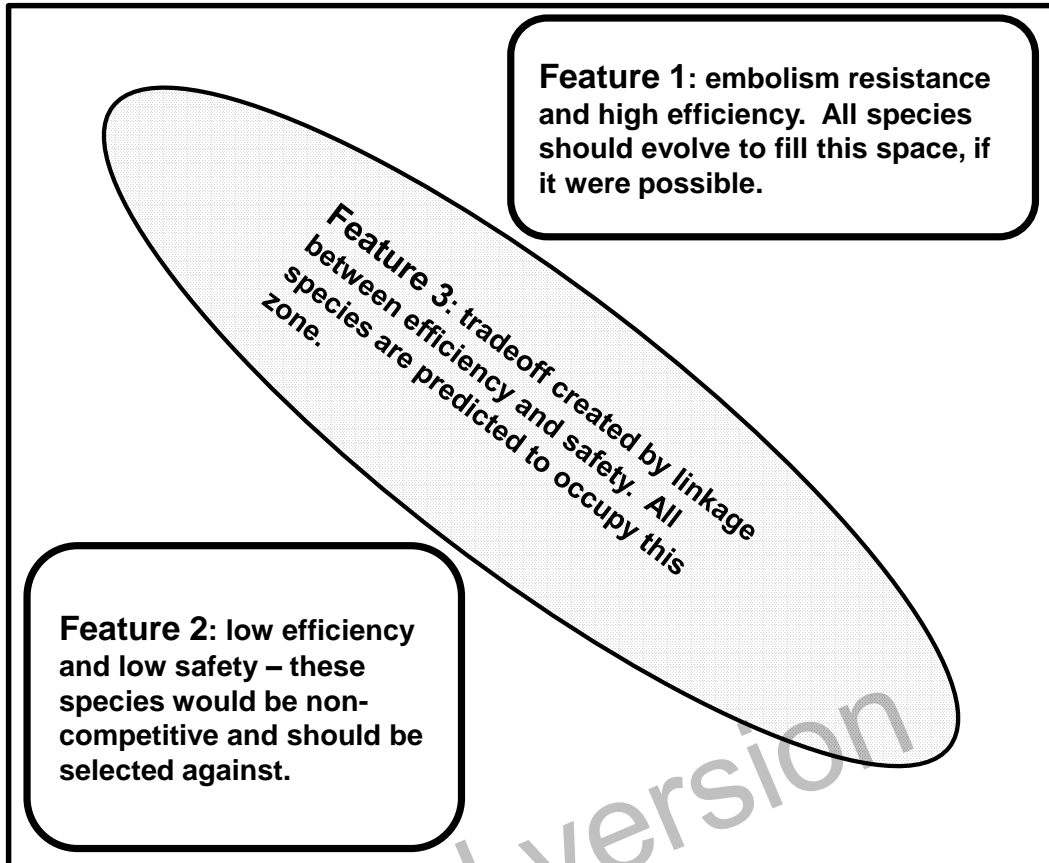 Feature 1: embolism resistance
and high efficiency.  All species
should evolve to fill this space, if
it were possible.
Feature 3: tradeoff created by linkage
between efficiency and safety.  All
species are predicted to occupy this
zone.
Feature 2: low efficiency
and low safety – these
species would be non-
competitive and should be
selected against.
version